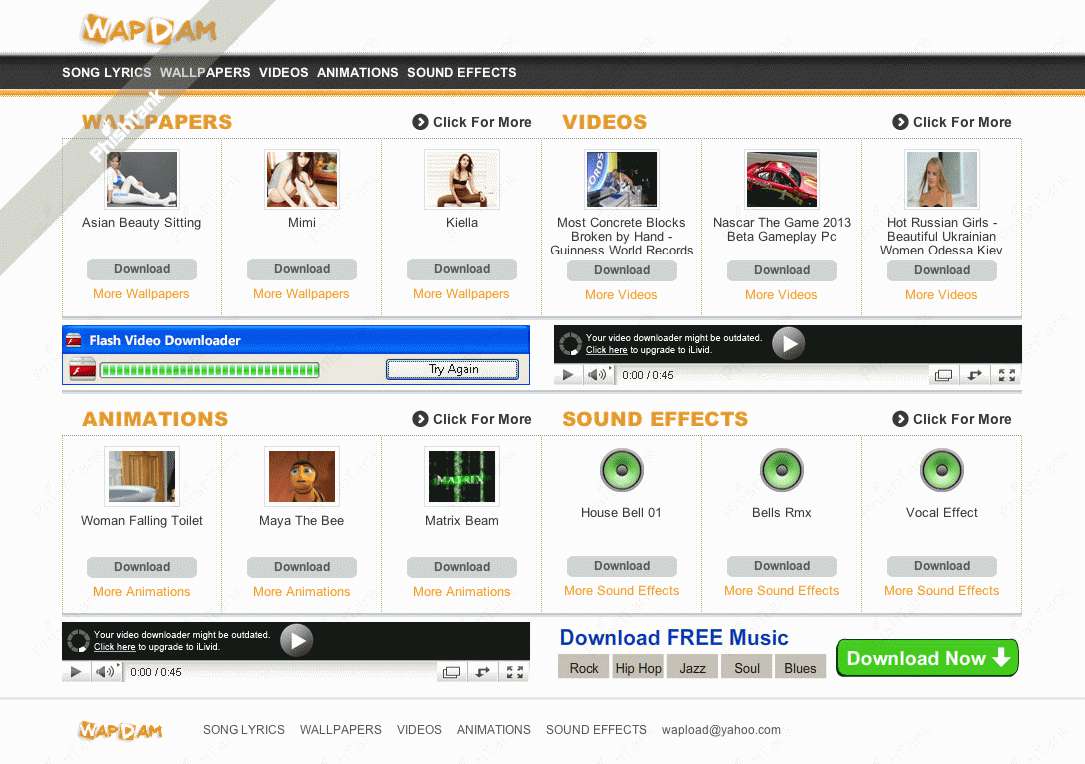 WAPDAM
SONG LYRICS WALLPAPERS VIDEOS ANIMATIONS SOUND EFFECTS
PhishTank
WALLPAPERS
Click For More
VIDEOS
Click For More
Asian Beauty Sitting
Mimi
Kiella
Most Concrete Blocks
Broken by Hand -
Guinness World Records
Nascar The Game 2013
Beta Gameplay Pc
Hot Russian Girls -
Beautiful Ukrainian
Women Odessa Kiev
Download
Download
Download
Download
Download
Download
More Wallpapers
More Wallpapers
More Wallpapers
More Videos
More Videos
More Videos
Flash Video Downloader
Try Again
Your video downloader might be outdated.
Click here to upgrade to iLivid.
0:00 / 0:45
ANIMATIONS
Click For More
SOUND EFFECTS
Click For More
MATRIX
Woman Falling Toilet
Maya The Bee
Matrix Beam
House Bell 01
Bells Rmx
Vocal Effect
Download
Download
Download
Download
Download
Download
More Animations
More Animations
More Animations
More Sound Effects
More Sound Effects
More Sound Effects
Your video downloader might be outdated.
Click here to upgrade to iLivid.
0:00 / 0:45
Download FREE Music
Rock
Hip Hop
Jazz
Soul
Blues
Download Now
WAPDAM
SONG LYRICS WALLPAPERS VIDEOS ANIMATIONS SOUND EFFECTS wapload@yahoo.com